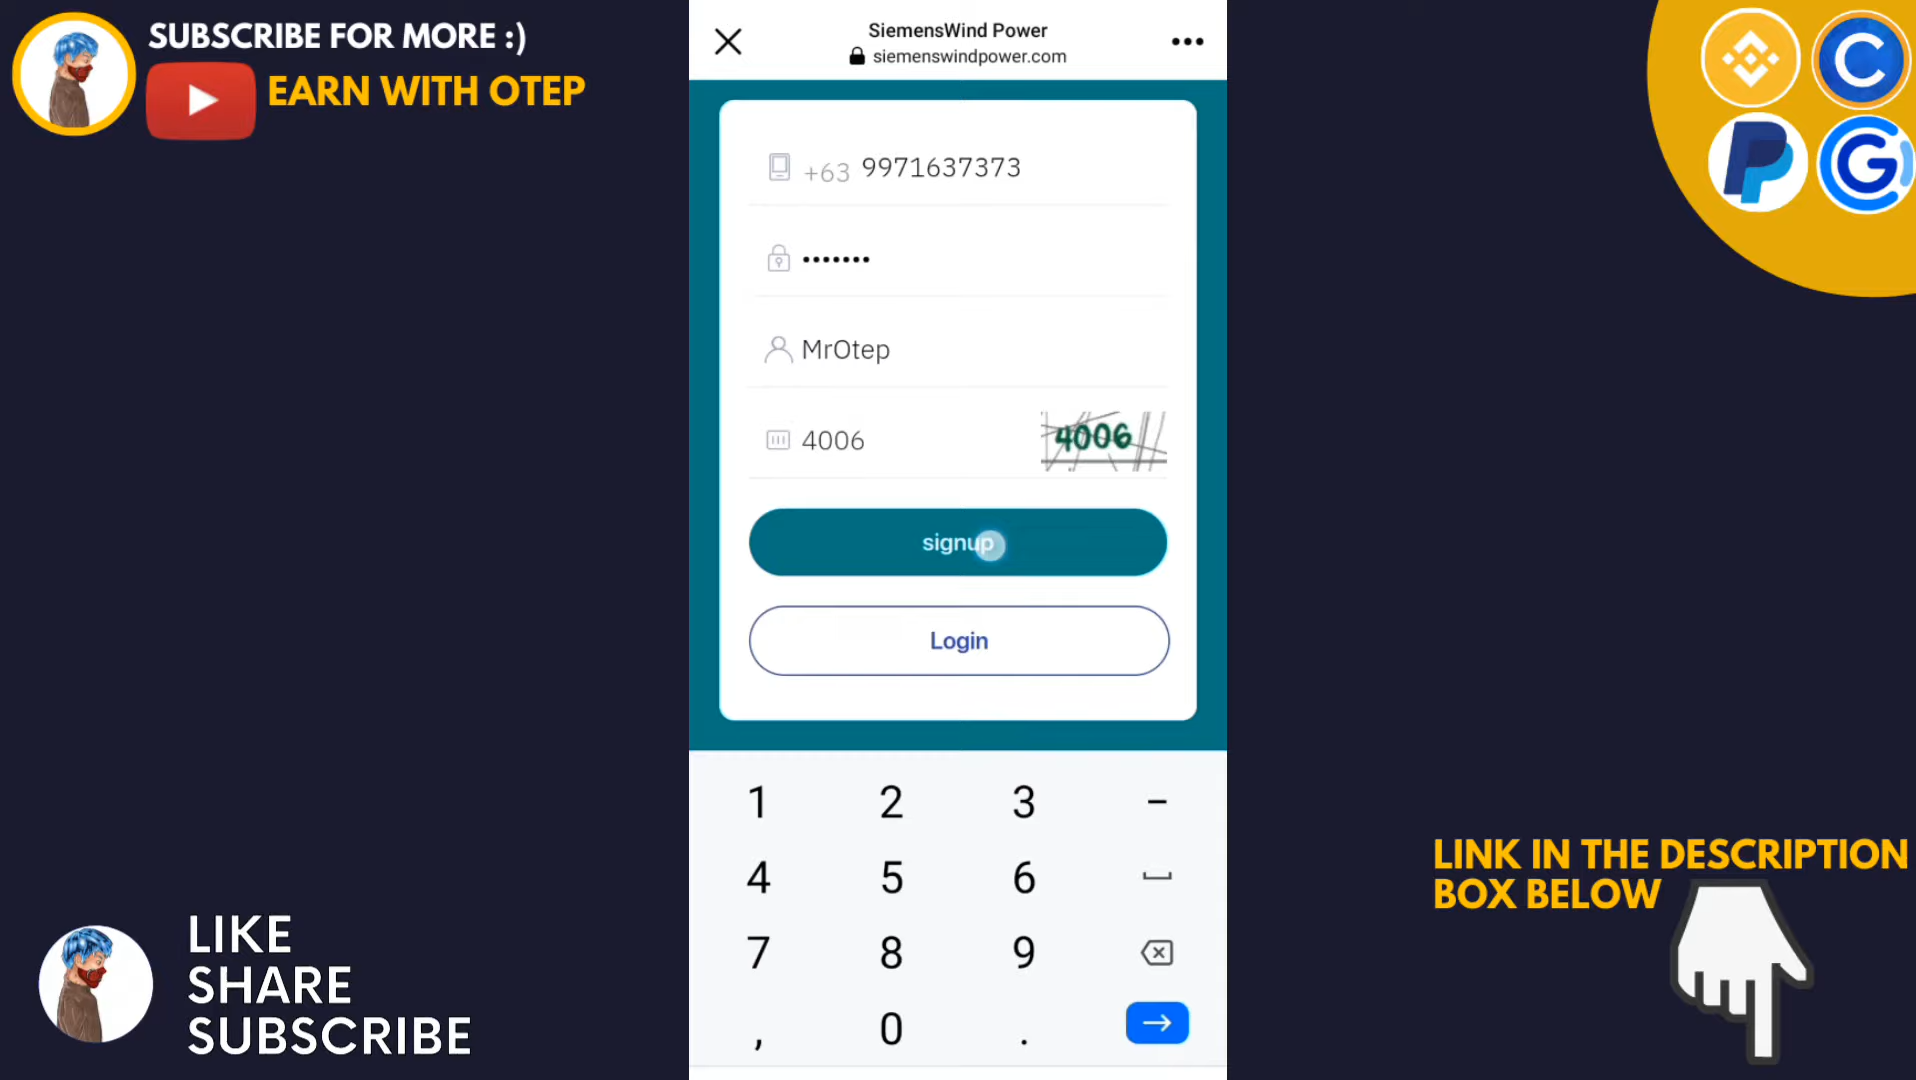 SUBSCRIBE FOR MORE :)
EARN WITH OTEP
SiemensWind Power
siemenswindpower.com
+63 9971637373
•••••••
MrOtep
4006
4006
signup
Login
1 2 3 -
4 5 6
7 8 9
, 0 .
LIKE
SHARE
SUBSCRIBE
LINK IN THE DESCRIPTION
BOX BELOW